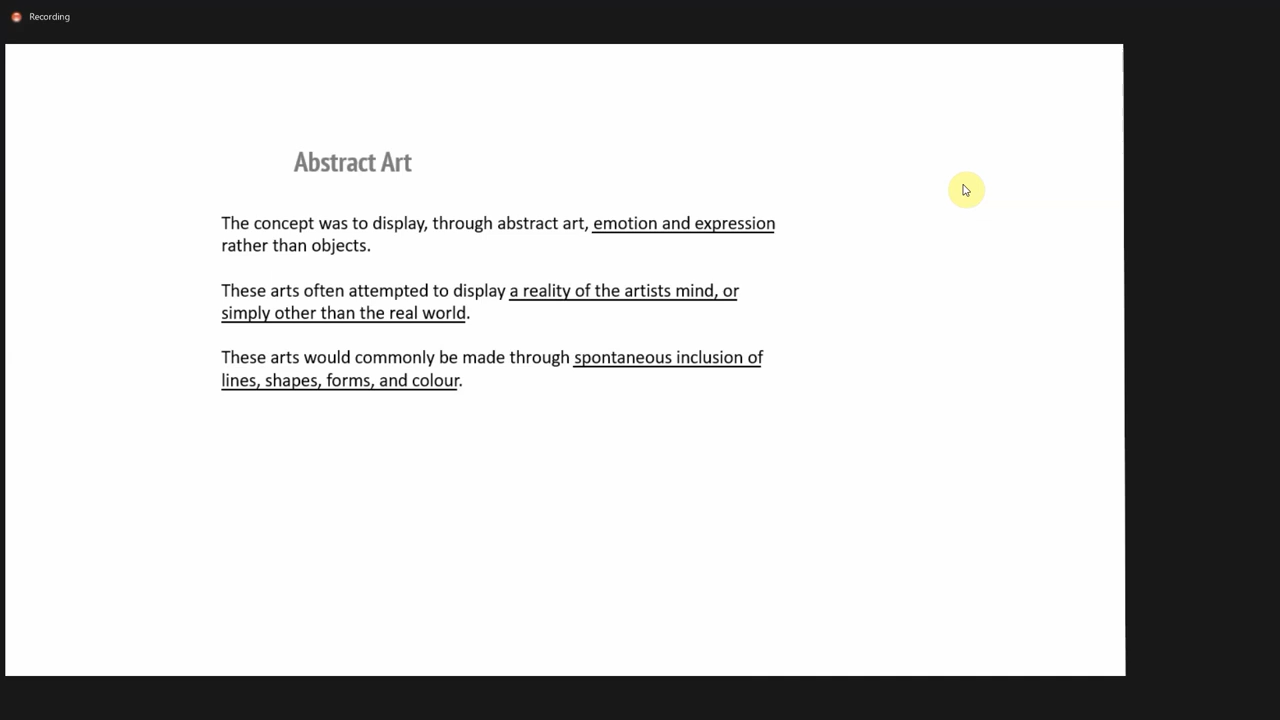 Recording
Abstract Art
The concept was to display, through abstract art, emotion and expression
rather than objects.
These arts often attempted to display a reality of the artists mind, or
simply other than the real world.
These arts would commonly be made through spontaneous inclusion of
lines, shapes, forms, and colour.